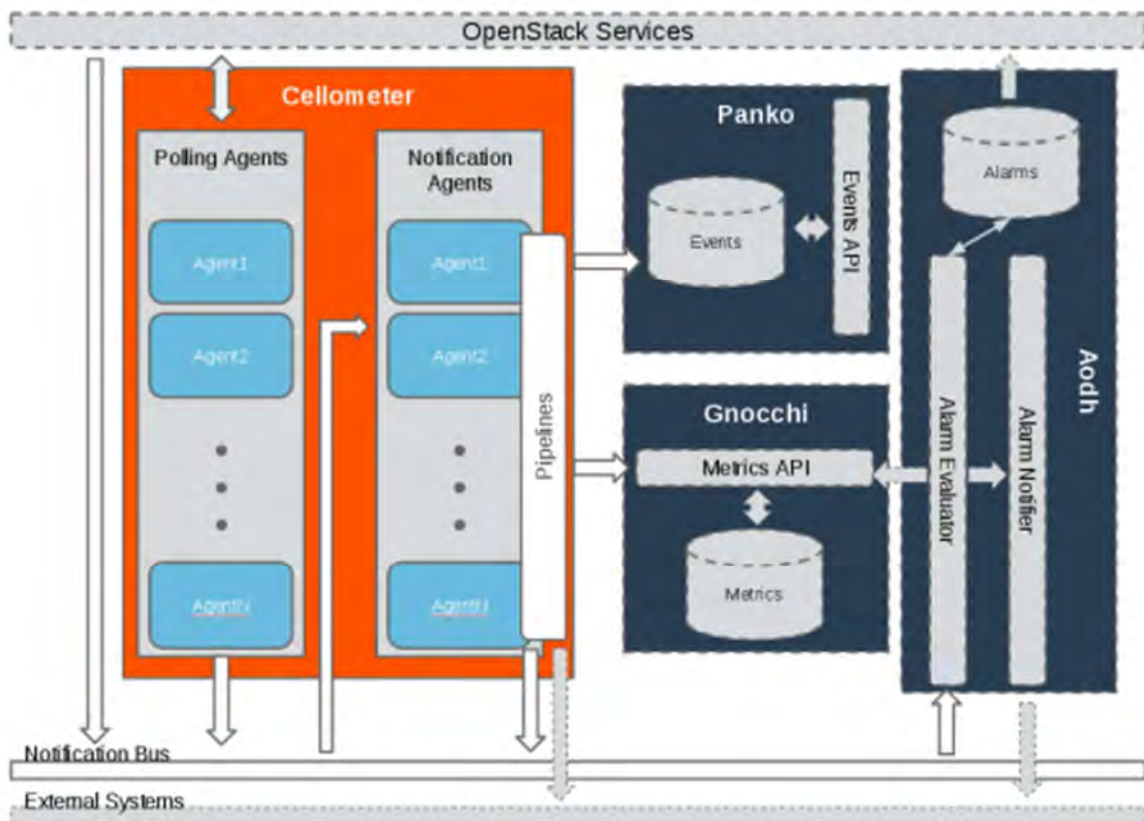 OpenStack Services
Cellometer
Polling Agents
Agent1
Agent2
AgentN
Notification
Agents
Agent1
Agent2
AgentN
Pipelines
Panko
Events
Events API
Gnocchi
Metrics API
Metrics
Alarms
Alarm Evaluator
Alarm Notifier
Aodh
Notification Bus
External Systems